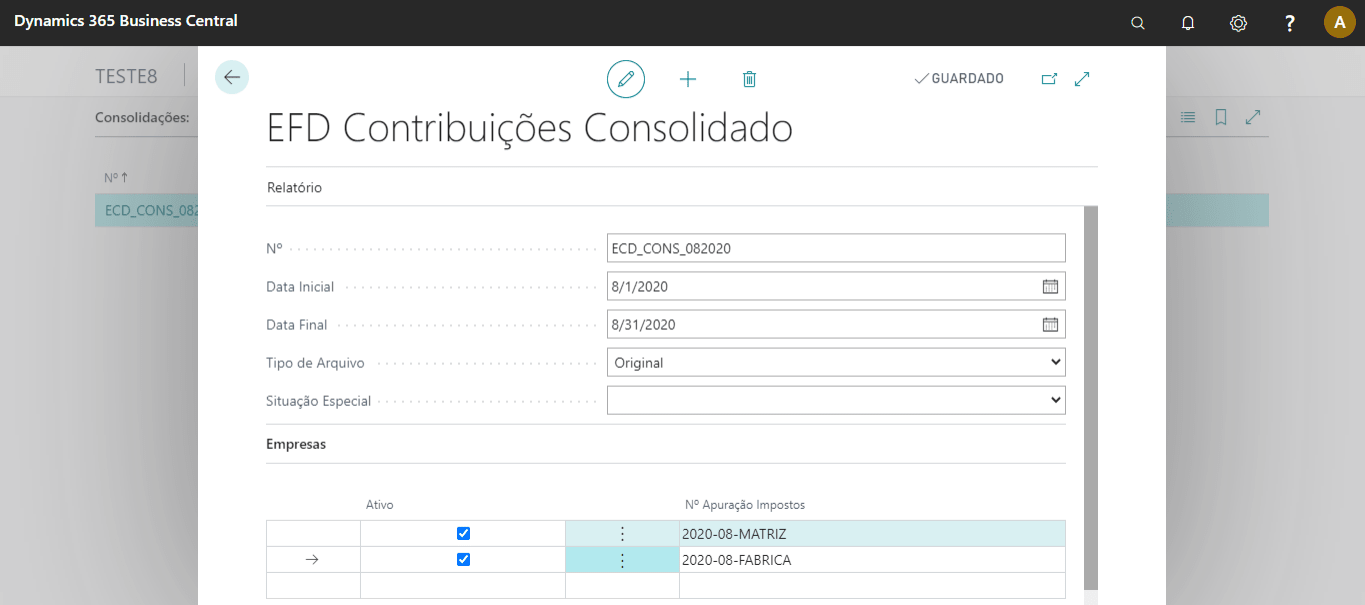 Dynamics 365 Business Central
?
A
TESTE8
GUARDADO
EFD Contribuições Consolidado
Consolidações:
Relatório
Nº ↑
ECD_CONS_082
Nº ECD_CONS_082020
Data Inicial 8/1/2020
Data Final 8/31/2020
Tipo de Arquivo Original
Situação Especial
Empresas
Ativo Nº Apuração Impostos
2020-08-MATRIZ
2020-08-FABRICA